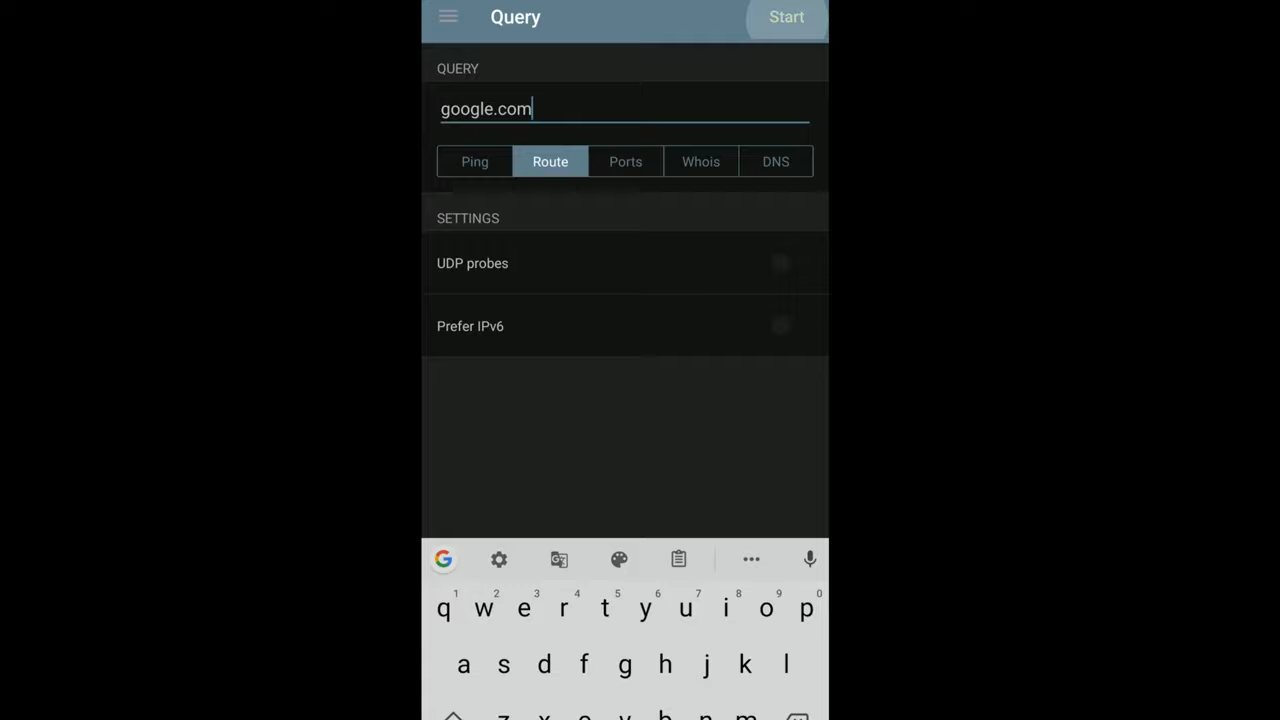 Query Start
QUERY
google.com
Ping Route Ports Whois DNS
SETTINGS
UDP probes
Prefer IPv6
G
1 2 3 4 5 6 7 8 9 0
q w e r t y u i o p
a s d f g h j k l
z x c v b n m